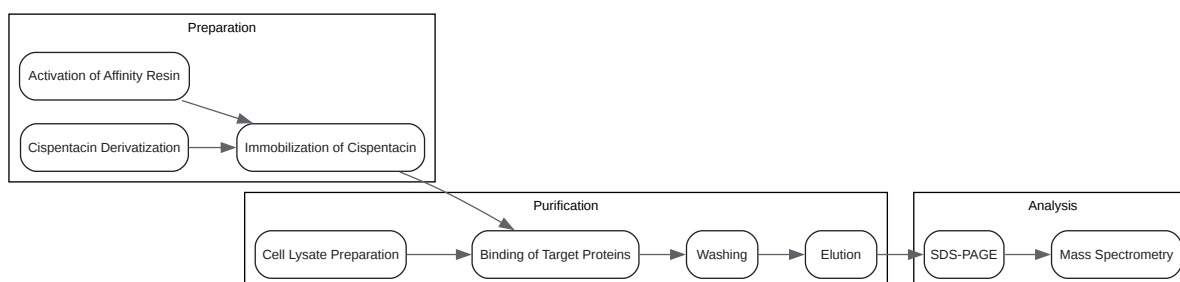 Preparation
Activation of Affinity Resin
Cispentacin Derivatization
Immobilization of Cispentacin
Purification
Cell Lysate Preparation
Binding of Target Proteins
Washing
Elution
Analysis
SDS-PAGE
Mass Spectrometry